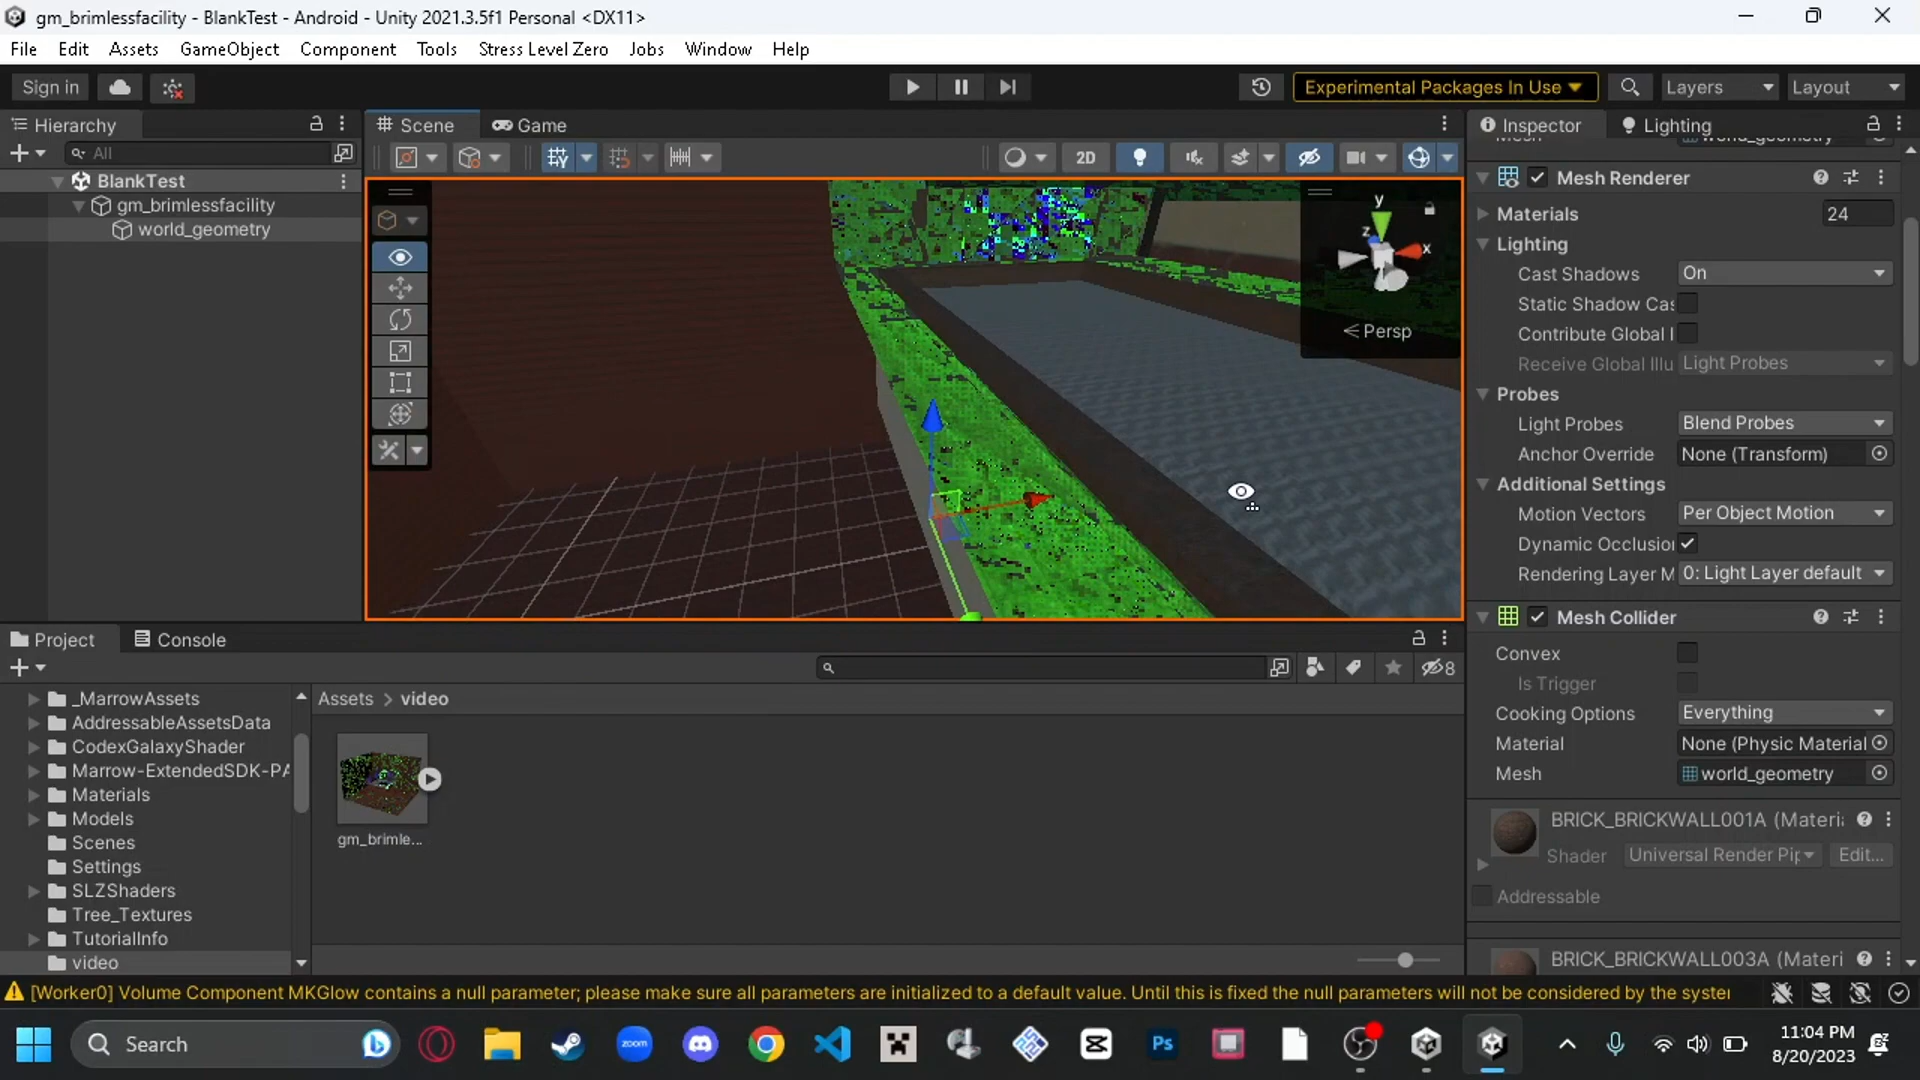 gm_brimlessfacility - BlankTest - Android - Unity 2021.3.5f1 Personal <DX11>
File Edit Assets GameObject Component Tools Stress Level Zero Jobs Window Help
Sign in
Experimental Packages In Use
Layers
Layout
Hierarchy
All
BlankTest
gm_brimlessfacility
world_geometry
Scene
Game
2D
y
z
x
Persp
Inspector
Lighting
Mesh
world_geometry
Mesh Renderer
Materials 24
Lighting
Cast Shadows On
Static Shadow Cas
Contribute Global I
Receive Global Illu Light Probes
Probes
Light Probes Blend Probes
Anchor Override None (Transform)
Additional Settings
Motion Vectors Per Object Motion
Dynamic Occlusion
Rendering Layer M 0: Light Layer default
Mesh Collider
Convex
Is Trigger
Cooking Options Everything
Material None (Physic Material
Mesh world_geometry
BRICK_BRICKWALL001A (Materi
Shader Universal Render Pip Edit...
Addressable
BRICK_BRICKWALL003A (Materi
Project
Console
8
_MarrowAssets
AddressableAssetsData
CodexGalaxyShader
Marrow-ExtendedSDK-PA
Materials
Models
Scenes
Settings
SLZShaders
Tree_Textures
TutorialInfo
video
Assets > video
gm_brimle...
[Worker0] Volume Component MKGlow contains a null parameter; please make sure all parameters are initialized to a default value. Until this is fixed the null parameters will not be considered by the syster
Search
zoom
Ps
11:04 PM
8/20/2023